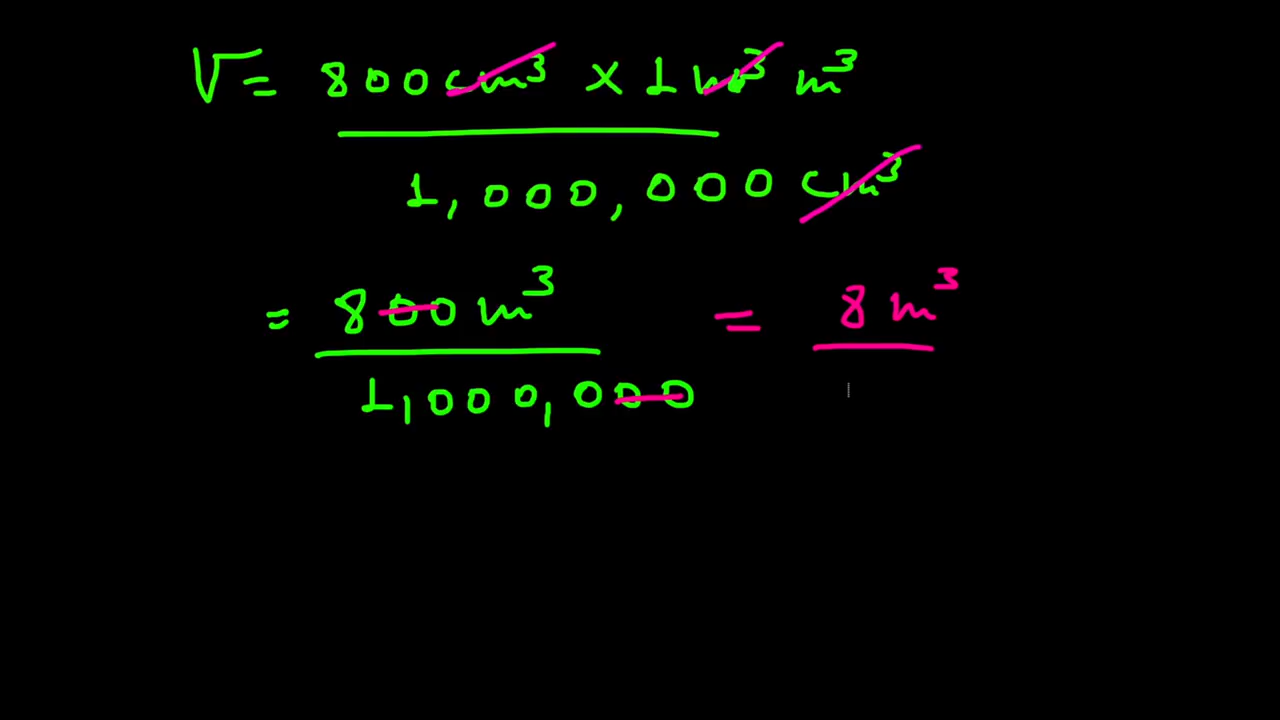 V = 800 cm³ × 1 m³ m³
1,000,000 cm³
= 800 m³ = 8 m³
1,000,000